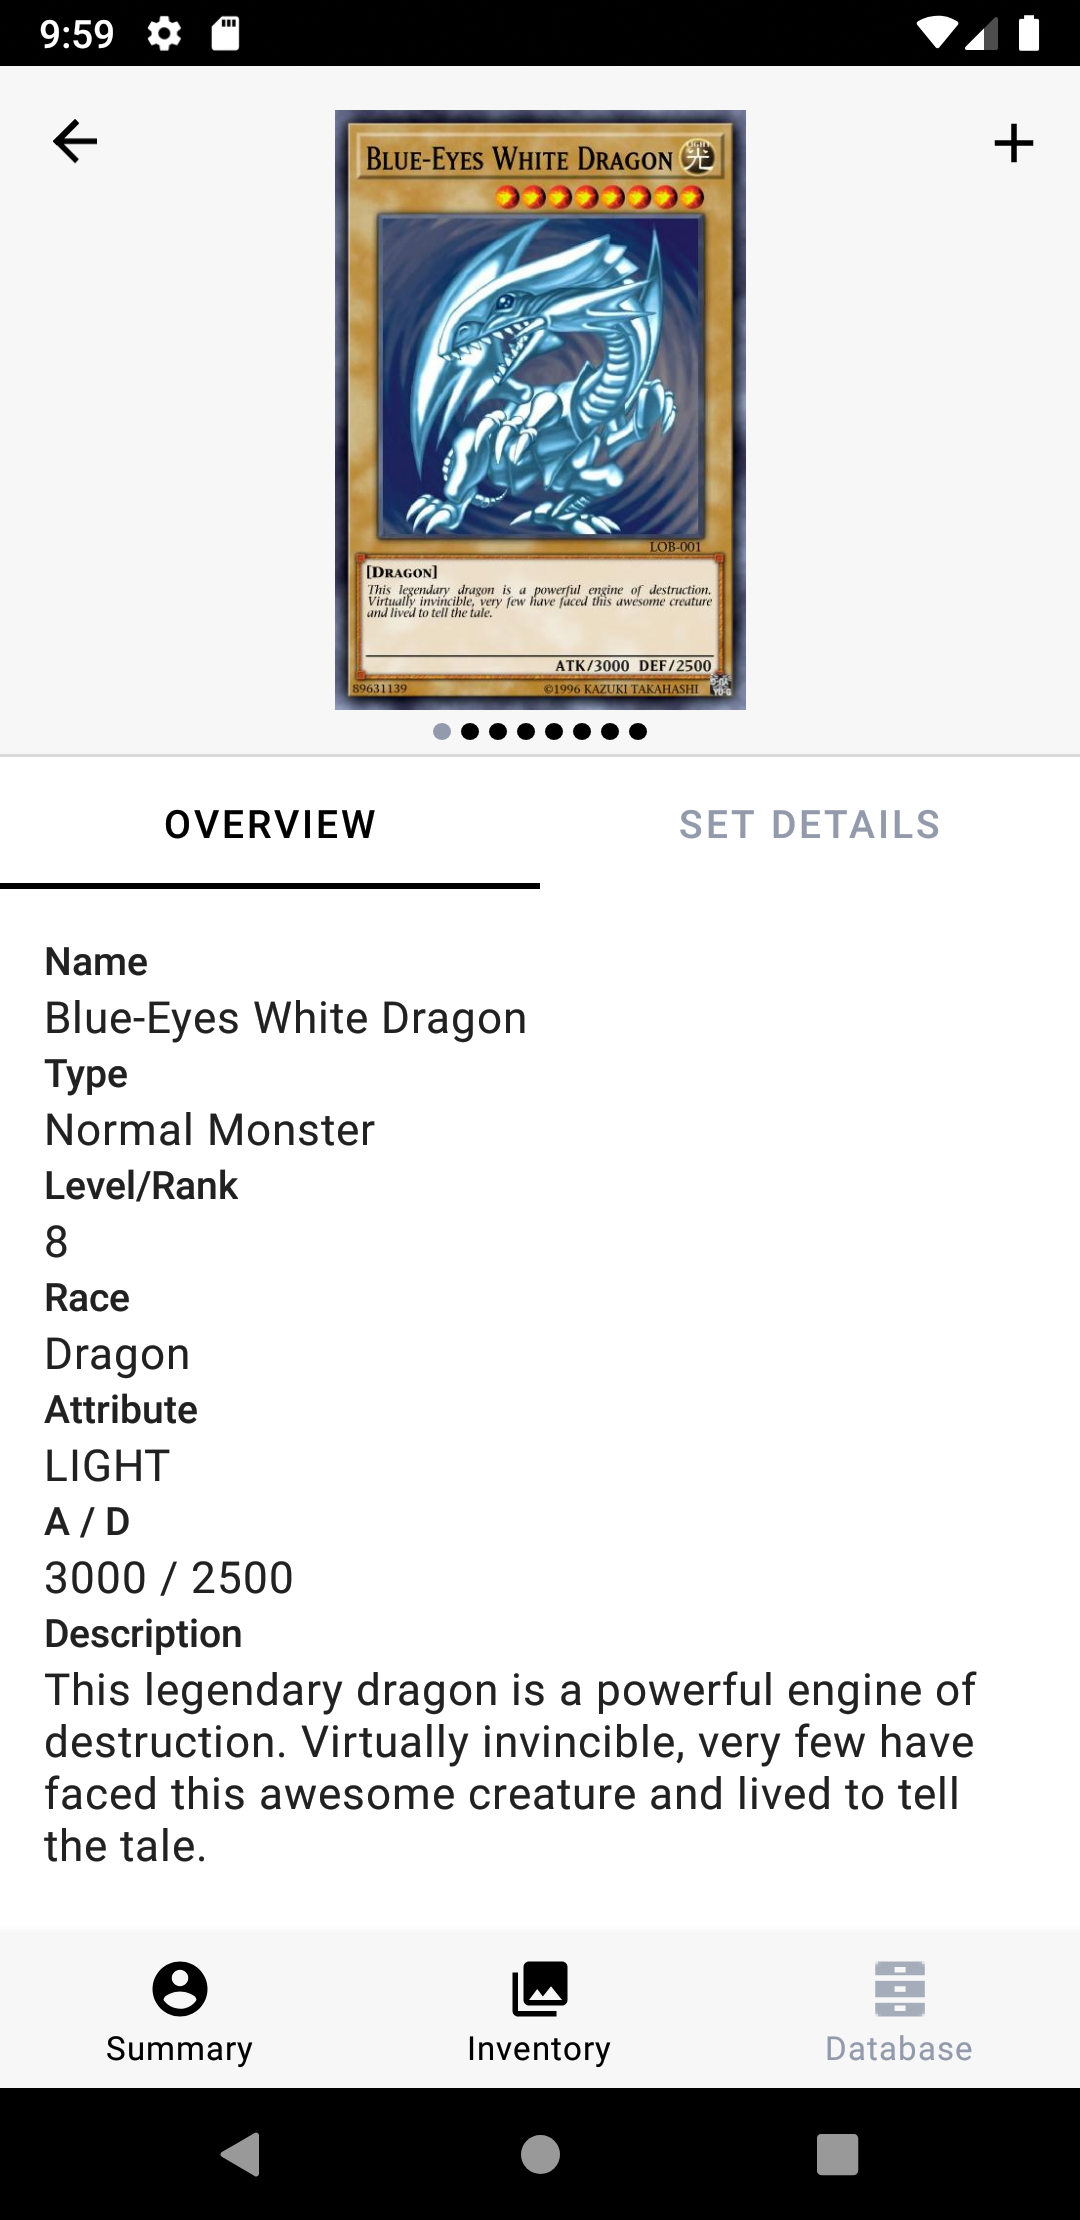 9:59
BLUE-EYES WHITE DRAGON
LIGHT
光
LOB-001
[DRAGON]
This legendary dragon is a powerful engine of destruction.
Virtually invincible, very few have faced this awesome creature
and lived to tell the tale.
ATK/3000 DEF/2500
89631139
©1996 KAZUKI TAKAHASHI
OVERVIEW
SET DETAILS
Name
Blue-Eyes White Dragon
Type
Normal Monster
Level/Rank
8
Race
Dragon
Attribute
LIGHT
A / D
3000 / 2500
Description
This legendary dragon is a powerful engine of
destruction. Virtually invincible, very few have
faced this awesome creature and lived to tell
the tale.
Summary
Inventory
Database